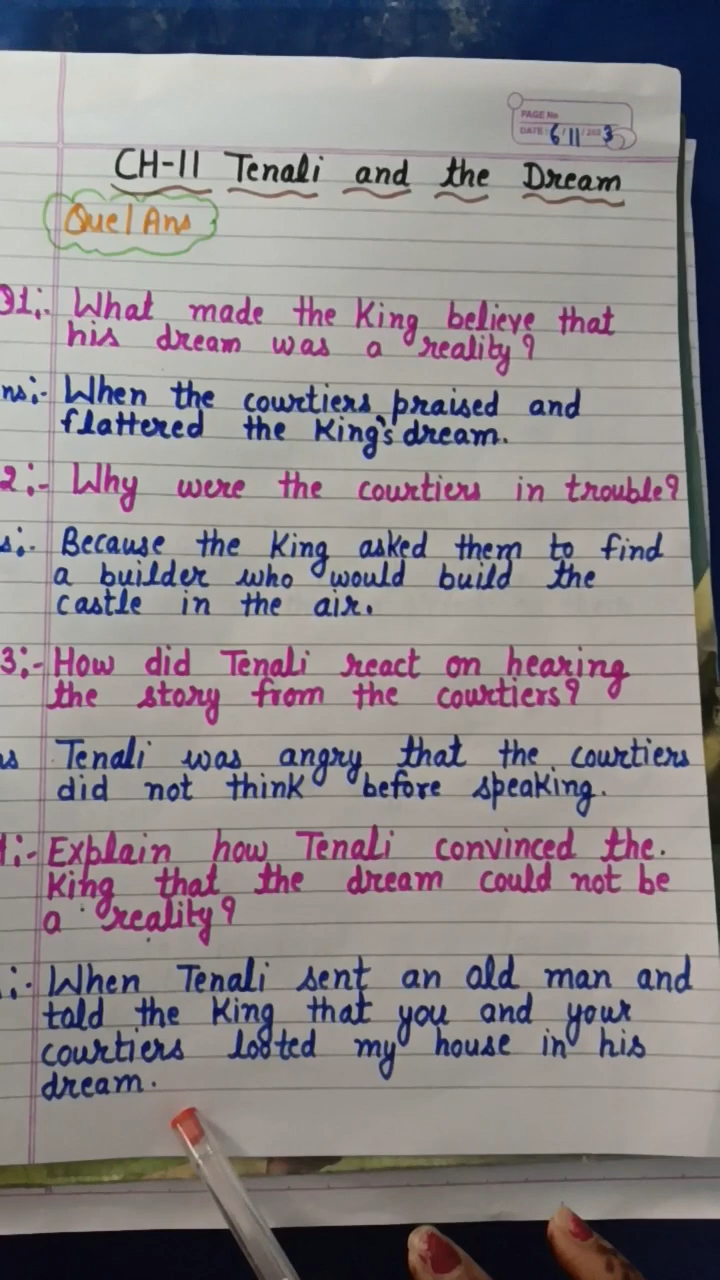 PAGE No
DATE: 6/11/2023
CH-11 Tenali and the Dream
Que/Ans
Q1:- What made the King believe that
his dream was a reality?
ns:- When the courtiers praised and
flattered the King's dream.
2:- Why were the courtiers in trouble?
s:- Because the King asked them to find
a builder who would build the
castle in the air.
3:- How did Tenali react on hearing
the story from the courtiers?
ns Tenali was angry that the courtiers
did not think before speaking.
:- Explain how Tenali convinced the.
King that the dream could not be
a reality?
:- When Tenali sent an old man and
told the King that you and your
courtiers looted my house in his
dream.